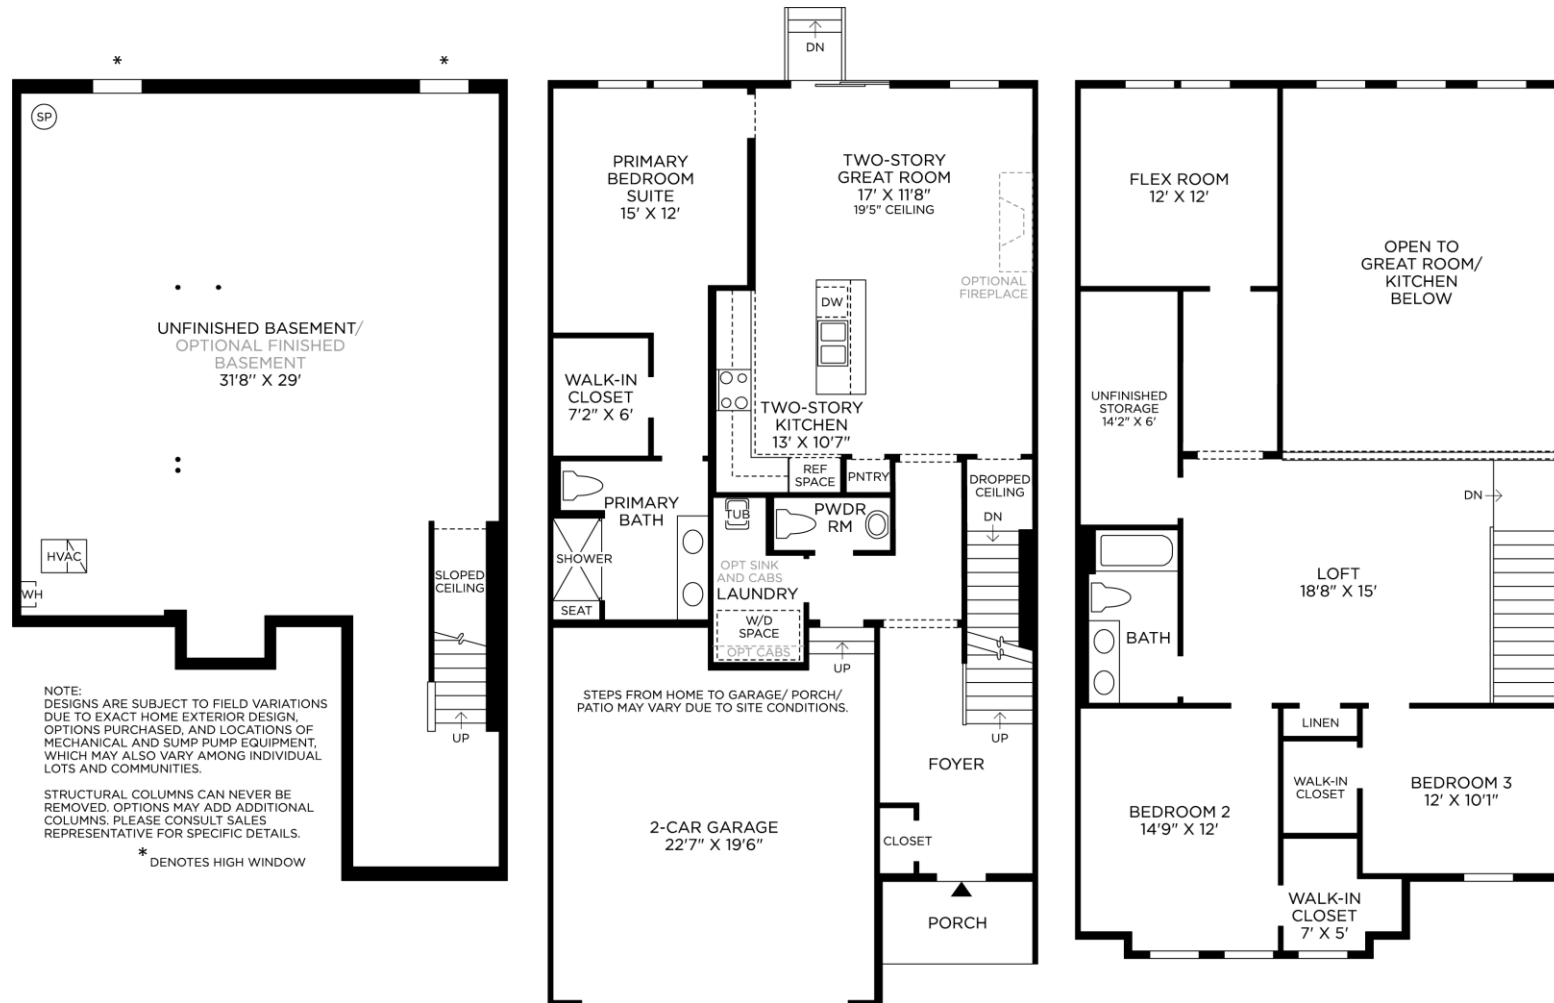 *
*
SP
UNFINISHED BASEMENT/
OPTIONAL FINISHED
BASEMENT
31'8'' X 29'
HVAC
WH
SLOPED
CEILING
UP
NOTE:
DESIGNS ARE SUBJECT TO FIELD VARIATIONS
DUE TO EXACT HOME EXTERIOR DESIGN,
OPTIONS PURCHASED, AND LOCATIONS OF
MECHANICAL AND SUMP PUMP EQUIPMENT,
WHICH MAY ALSO VARY AMONG INDIVIDUAL
LOTS AND COMMUNITIES.
STRUCTURAL COLUMNS CAN NEVER BE
REMOVED. OPTIONS MAY ADD ADDITIONAL
COLUMNS. PLEASE CONSULT SALES
REPRESENTATIVE FOR SPECIFIC DETAILS.
* DENOTES HIGH WINDOW
DN
PRIMARY
BEDROOM
SUITE
15' X 12'
TWO-STORY
GREAT ROOM
17' X 11'8"
19'5" CEILING
OPTIONAL
FIREPLACE
DW
WALK-IN
CLOSET
7'2" X 6'
TWO-STORY
KITCHEN
13' X 10'7"
REF
SPACE
PNTRY
DROPPED
CEILING
DN
PRIMARY
BATH
TUB
PWDR
RM
SHOWER
SEAT
OPT SINK
AND CABS
LAUNDRY
W/D
SPACE
OPT CABS
UP
STEPS FROM HOME TO GARAGE/ PORCH/
PATIO MAY VARY DUE TO SITE CONDITIONS.
UP
FOYER
2-CAR GARAGE
22'7" X 19'6"
CLOSET
PORCH
FLEX ROOM
12' X 12'
OPEN TO
GREAT ROOM/
KITCHEN
BELOW
UNFINISHED
STORAGE
14'2" X 6'
DN
LOFT
18'8" X 15'
BATH
LINEN
WALK-IN
CLOSET
BEDROOM 3
12' X 10'1"
BEDROOM 2
14'9" X 12'
WALK-IN
CLOSET
7' X 5'